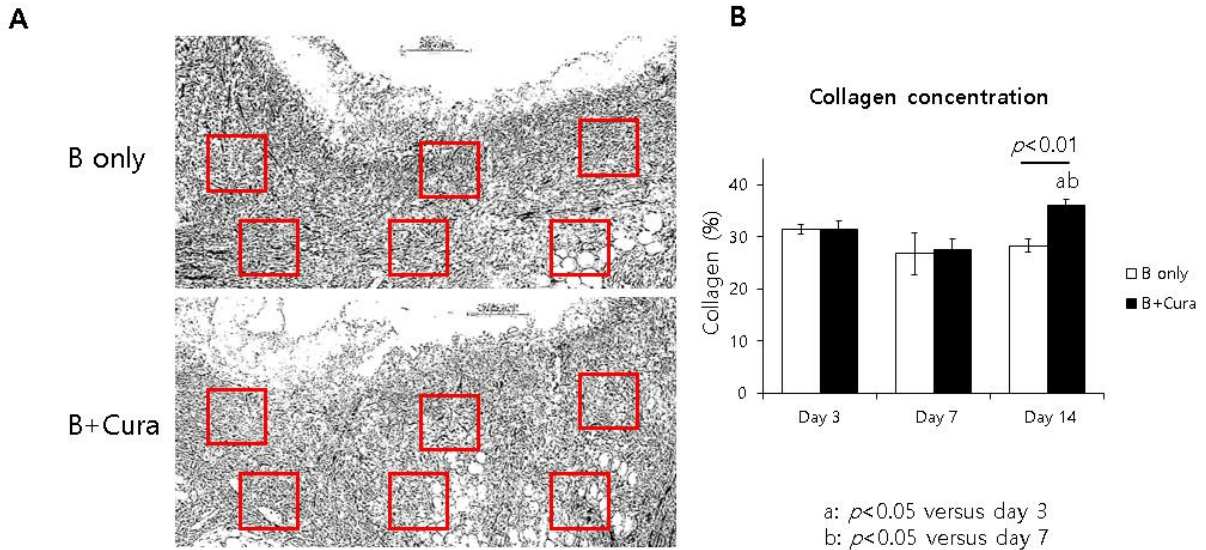 A
B only
B+Cura
B
Collagen concentration
p<0.01
ab
Collagen (%)
40
30
20
10
0
Day 3
Day 7
Day 14
B only
B+Cura
a: p<0.05 versus day 3
b: p<0.05 versus day 7